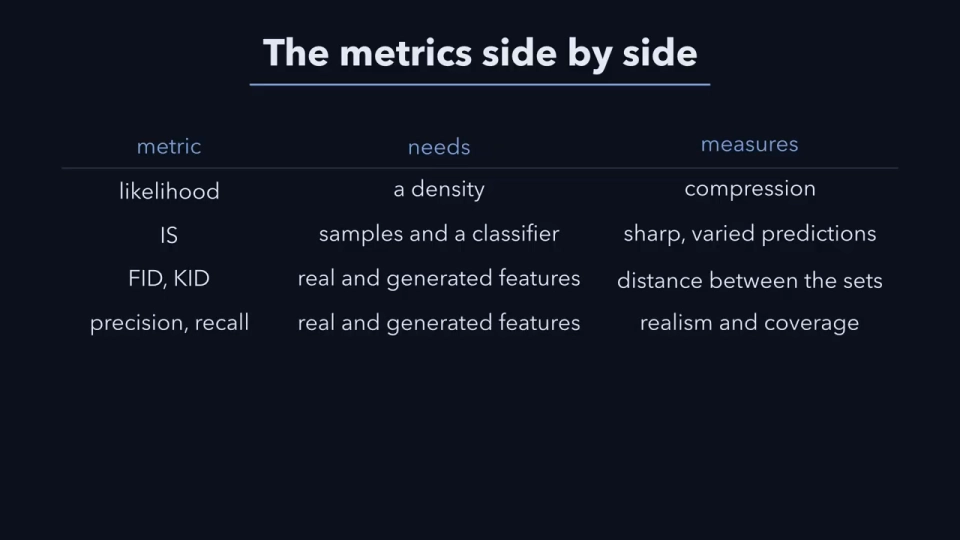 The metrics side by side
metric needs measures
likelihood a density compression
IS samples and a classifier sharp, varied predictions
FID, KID real and generated features distance between the sets
precision, recall real and generated features realism and coverage